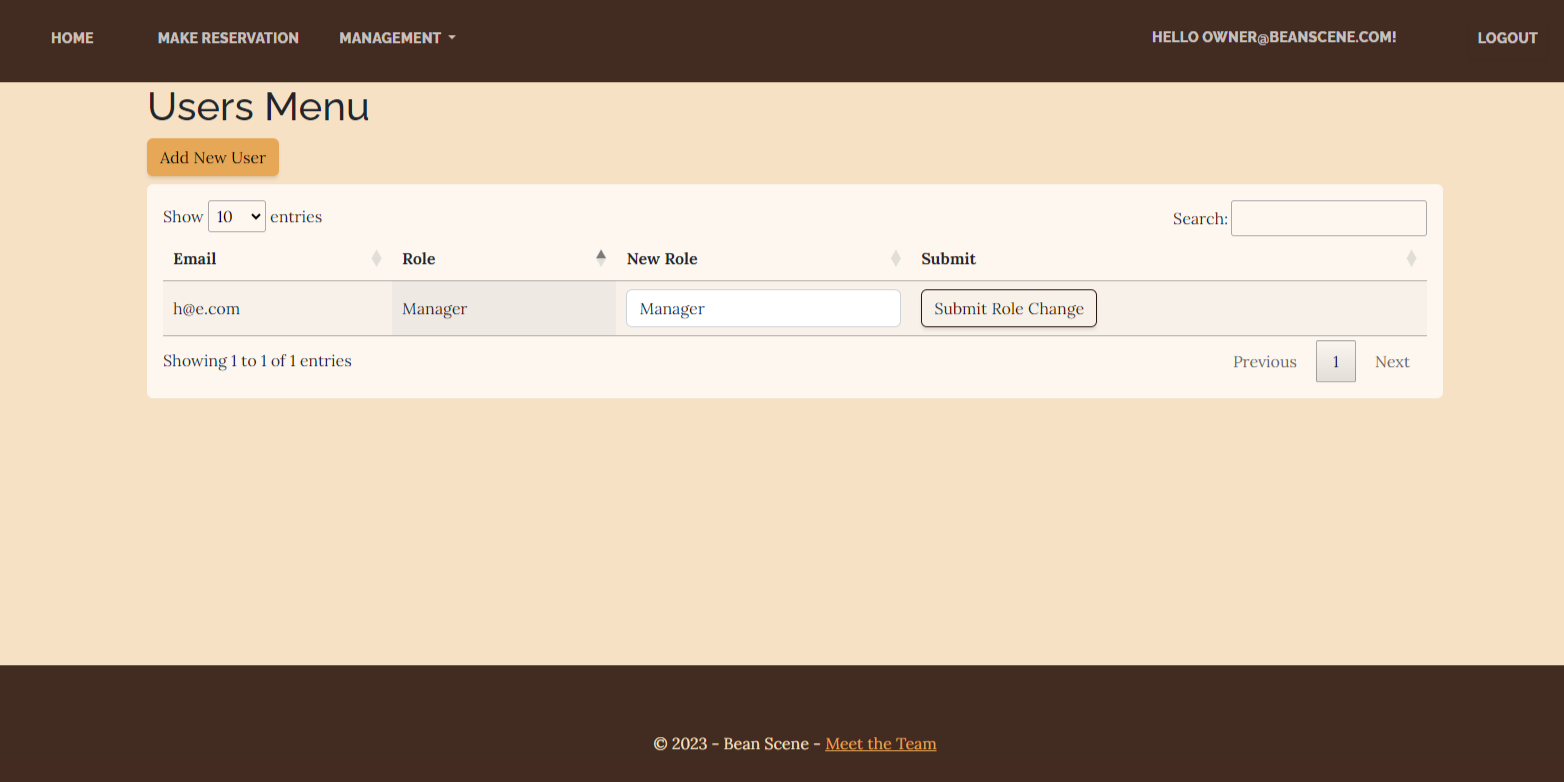 HOME MAKE RESERVATION MANAGEMENT HELLO OWNER@BEANSCENE.COM! LOGOUT
Users Menu
Add New User
Show 10 entries Search:
Email Role New Role Submit
h@e.com Manager Manager Submit Role Change
Showing 1 to 1 of 1 entries Previous 1 Next
© 2023 - Bean Scene - Meet the Team